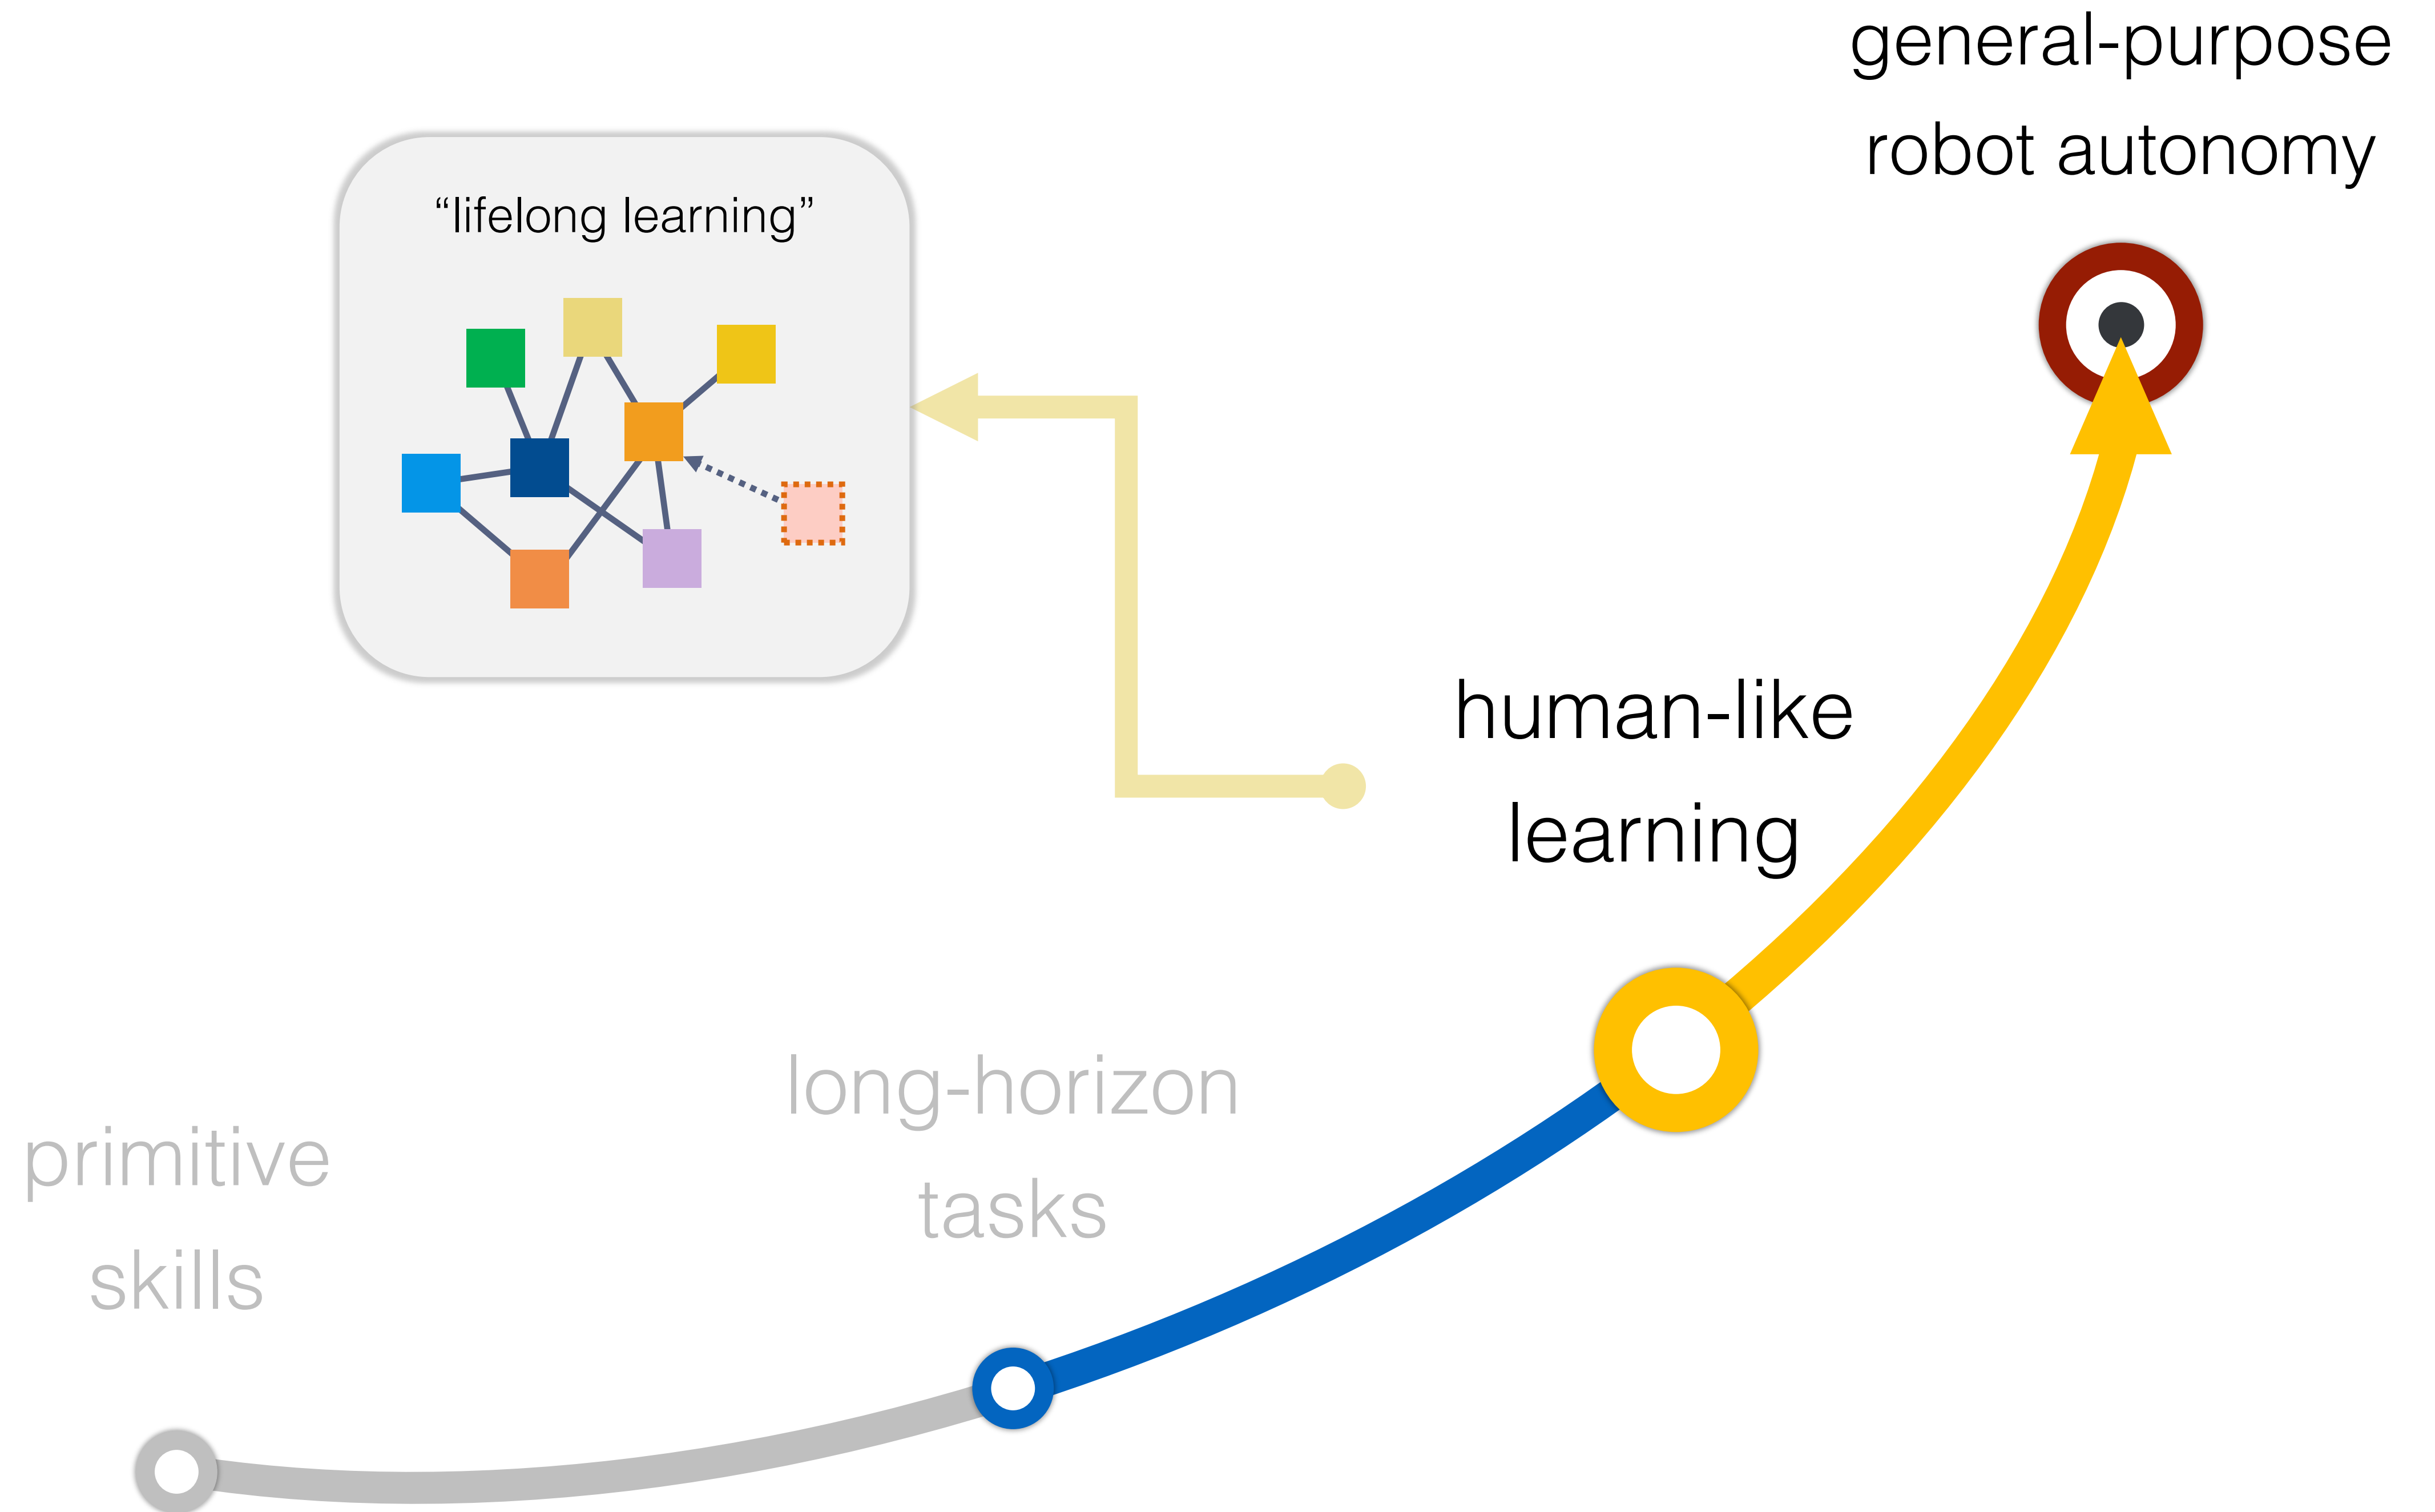 general-purpose
robot autonomy
“lifelong learning”
human-like
learning
long-horizon
tasks
primitive
skills